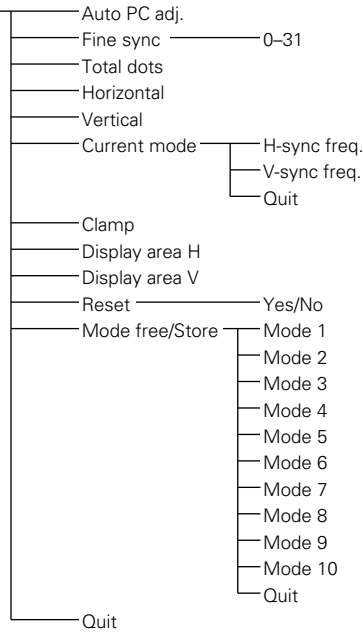 Auto PC adj.
Fine sync 0–31
Total dots
Horizontal
Vertical
Current mode H-sync freq.
V-sync freq.
Quit
Clamp
Display area H
Display area V
Reset Yes/No
Mode free/Store Mode 1
Mode 2
Mode 3
Mode 4
Mode 5
Mode 6
Mode 7
Mode 8
Mode 9
Mode 10
Quit
Quit